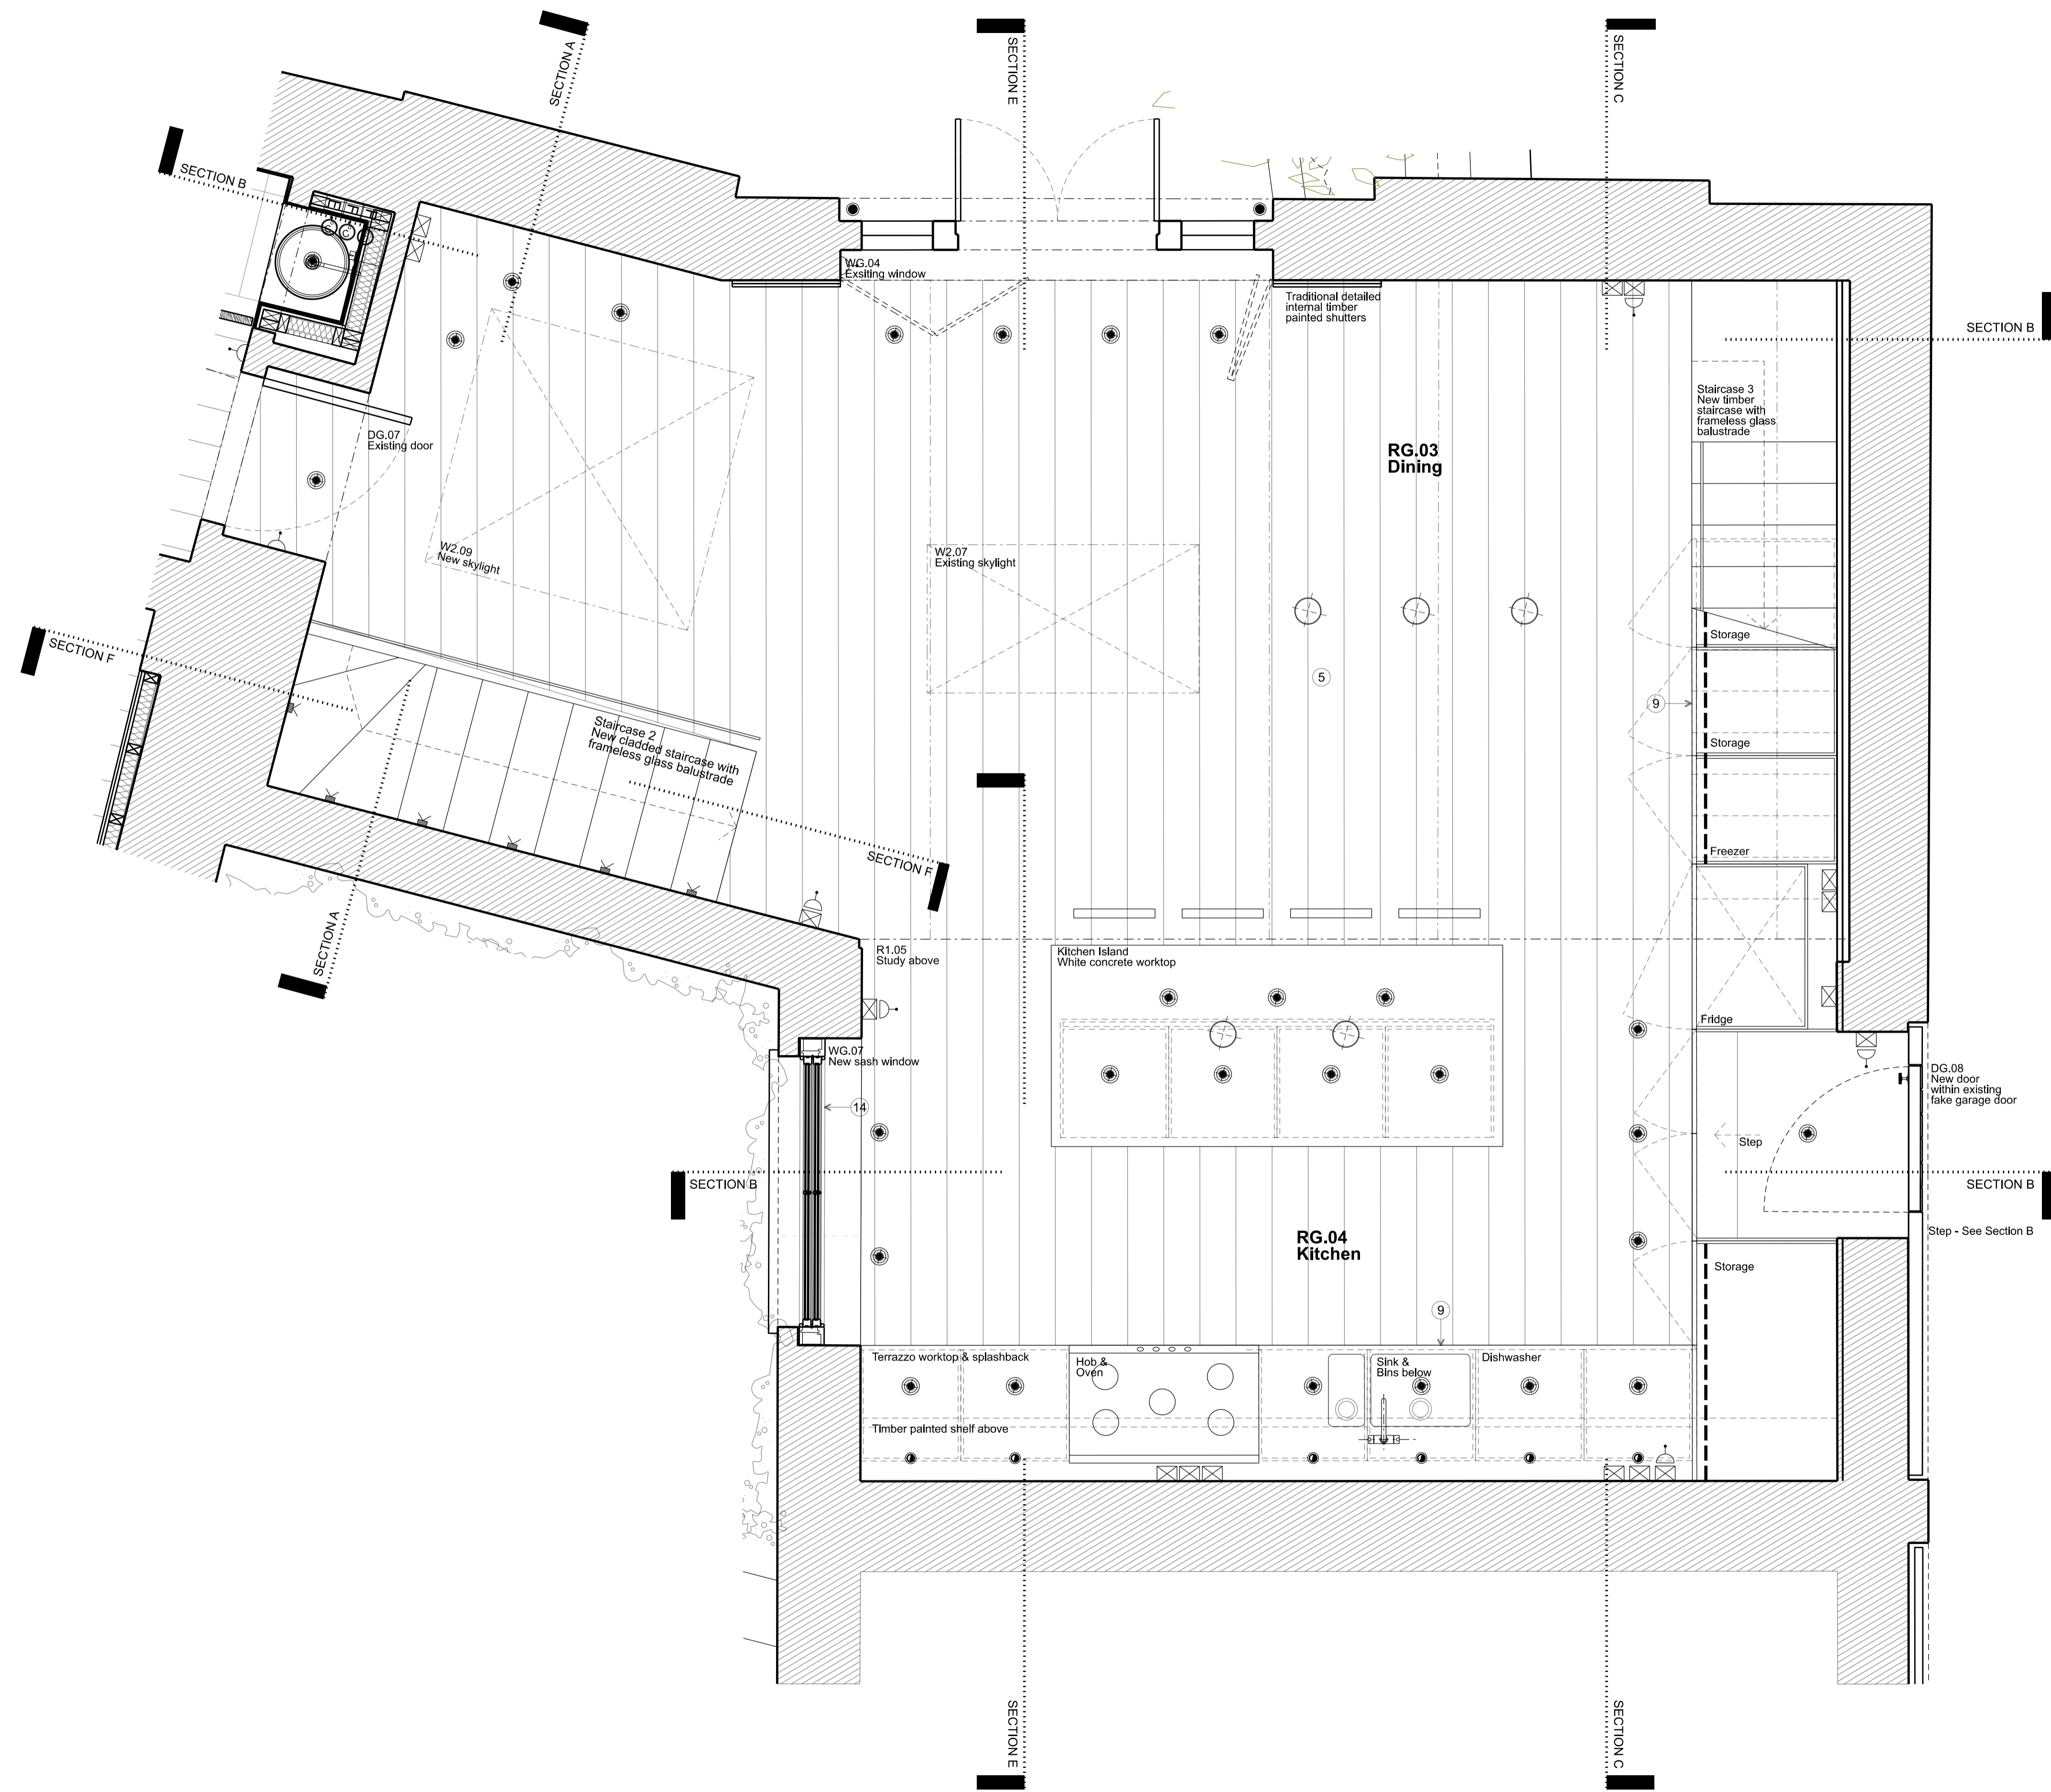 SECTION A
SECTION E
SECTION C
SECTION B
WG.04
Exsiting window
Traditional detailed
internal timber
painted shutters
SECTION B
Staircase 3
New timber
staircase with
frameless glass
balustrade
DG.07
Existing door
RG.03
Dining
W2.09
New skylight
W2.07
Existing skylight
Storage
SECTION F
5
9
Staircase 2
New cladded staircase with
frameless glass balustrade
Storage
Freezer
SECTION F
SECTION A
R1.05
Study above
Kitchen Island
White concrete worktop
Fridge
WG.07
New sash window
14
DG.08
New door
within existing
fake garage door
Step
SECTION B
SECTION B
Step - See Section B
RG.04
Kitchen
Storage
9
Terrazzo worktop & splashback
Hob &
Oven
Sink &
Bins below
Dishwasher
Timber painted shelf above
SECTION E
SECTION C